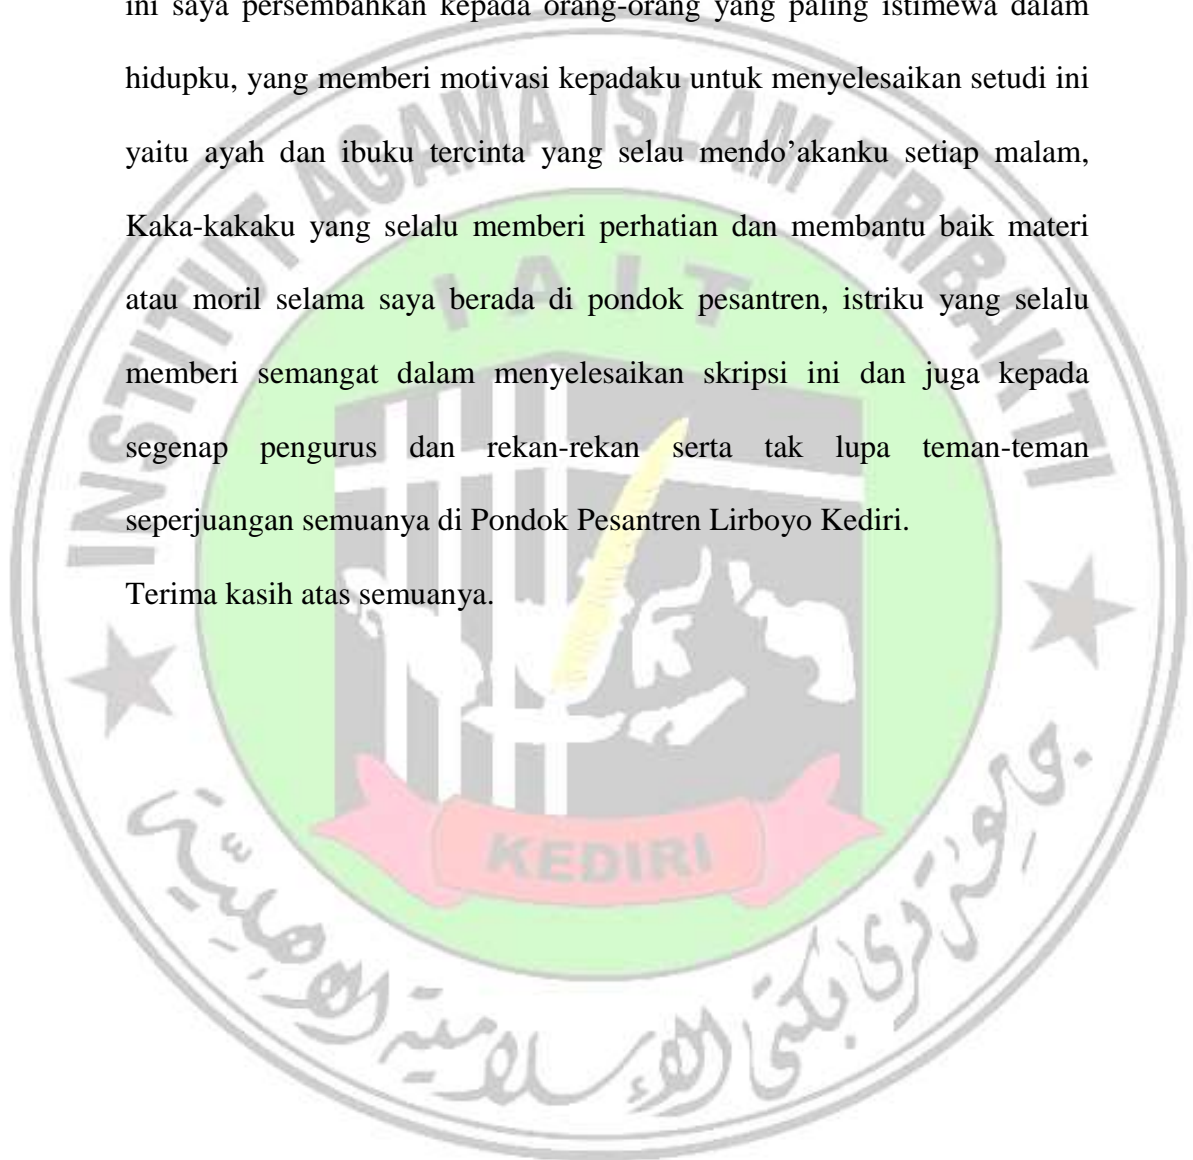 ini saya persembahkan kepada orang-orang yang paling istimewa dalam
hidupku, yang memberi motivasi kepadaku untuk menyelesaikan setudi ini
yaitu ayah dan ibuku tercinta yang selau mendo’akanku setiap malam,
Kaka-kakaku yang selalu memberi perhatian dan membantu baik materi
atau moril selama saya berada di pondok pesantren, istriku yang selalu
memberi semangat dalam menyelesaikan skripsi ini dan juga kepada
segenap pengurus dan rekan-rekan serta tak lupa teman-teman
seperjuangan semuanya di Pondok Pesantren Lirboyo Kediri.
Terima kasih atas semuanya.
INSTITUT AGAMA ISLAM TRIBAKTI
IAIT
KEDIRI